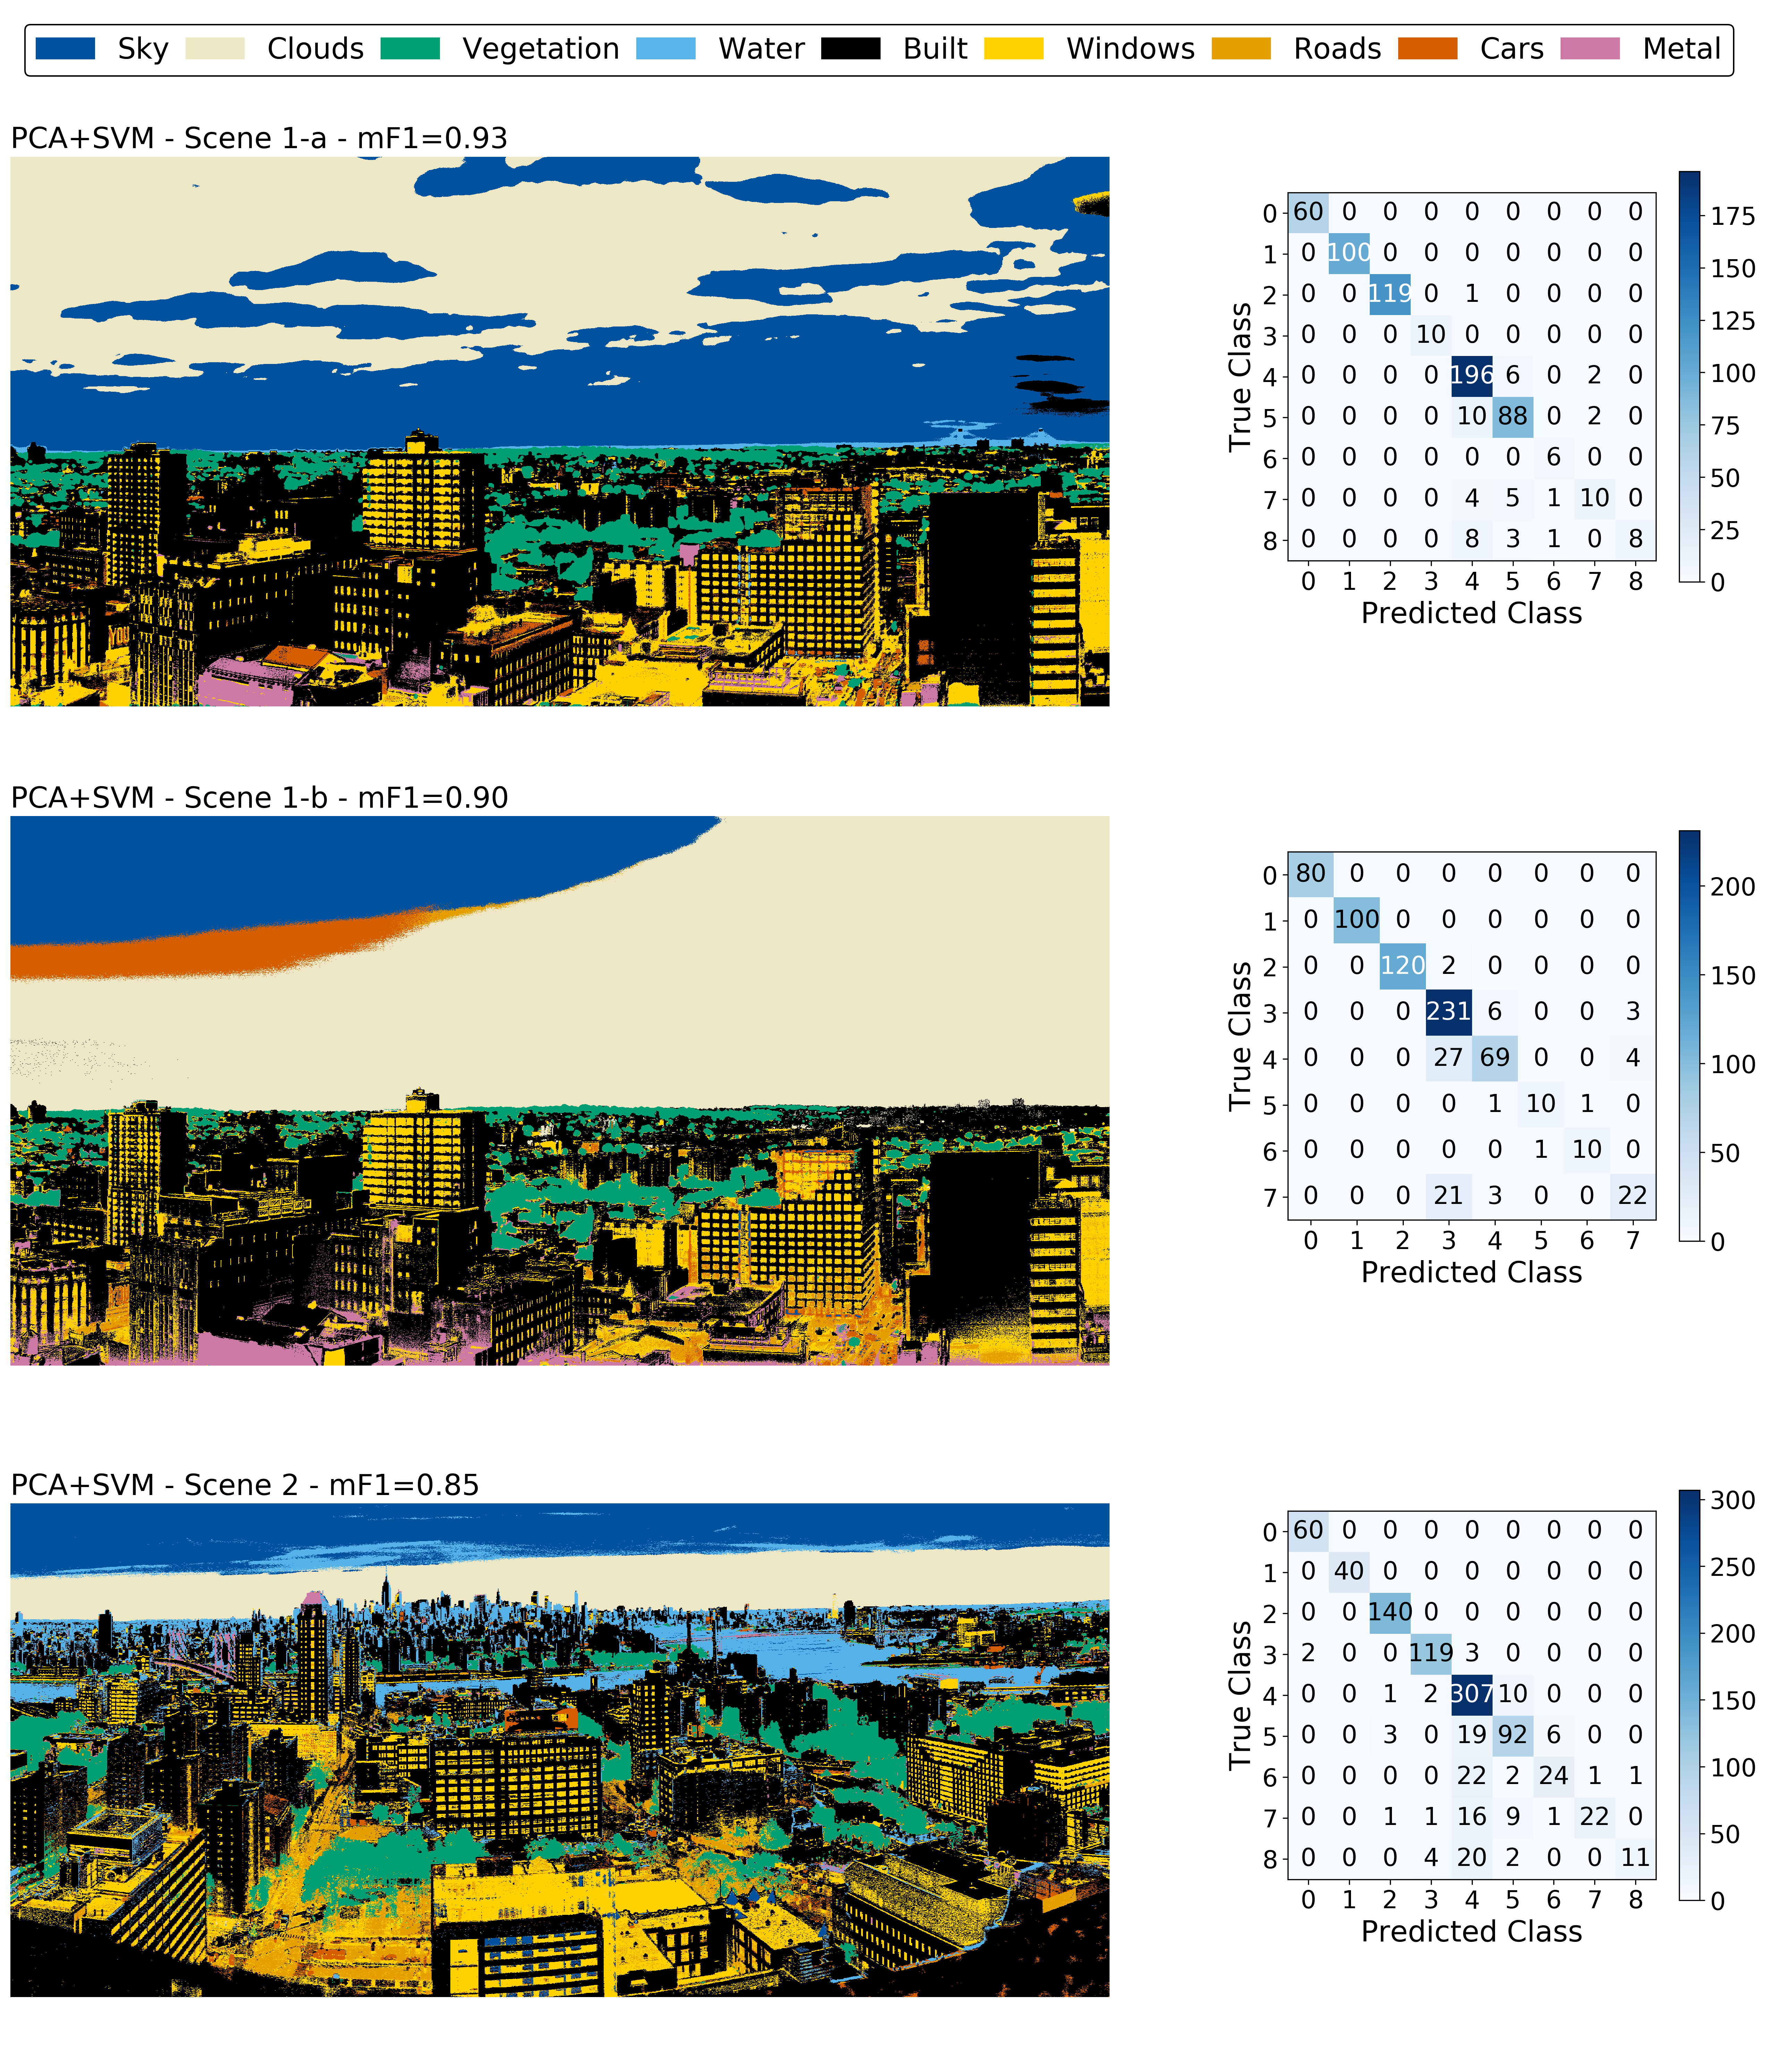 Sky Clouds Vegetation Water Built Windows Roads Cars Metal
PCA+SVM - Scene 1-a - mF1=0.93
True Class
0 60 0 0 0 0 0 0 0 0
1 0 100 0 0 0 0 0 0 0
2 0 0 119 0 1 0 0 0 0
3 0 0 0 10 0 0 0 0 0
4 0 0 0 0 196 6 0 2 0
5 0 0 0 0 10 88 0 2 0
6 0 0 0 0 0 0 6 0 0
7 0 0 0 0 4 5 1 10 0
8 0 0 0 0 8 3 1 0 8
0 1 2 3 4 5 6 7 8
Predicted Class
175
150
125
100
75
50
25
0
YOU
PCA+SVM - Scene 1-b - mF1=0.90
True Class
0 80 0 0 0 0 0 0 0
1 0 100 0 0 0 0 0 0
2 0 0 120 2 0 0 0 0
3 0 0 0 231 6 0 0 3
4 0 0 0 27 69 0 0 4
5 0 0 0 0 1 10 1 0
6 0 0 0 0 0 1 10 0
7 0 0 0 21 3 0 0 22
0 1 2 3 4 5 6 7
Predicted Class
200
150
100
50
0
PCA+SVM - Scene 2 - mF1=0.85
True Class
0 60 0 0 0 0 0 0 0 0
1 0 40 0 0 0 0 0 0 0
2 0 0 140 0 0 0 0 0 0
3 2 0 0 119 3 0 0 0 0
4 0 0 1 2 307 10 0 0 0
5 0 0 3 0 19 92 6 0 0
6 0 0 0 0 22 2 24 1 1
7 0 0 1 1 16 9 1 22 0
8 0 0 0 4 20 2 0 0 11
0 1 2 3 4 5 6 7 8
Predicted Class
300
250
200
150
100
50
0